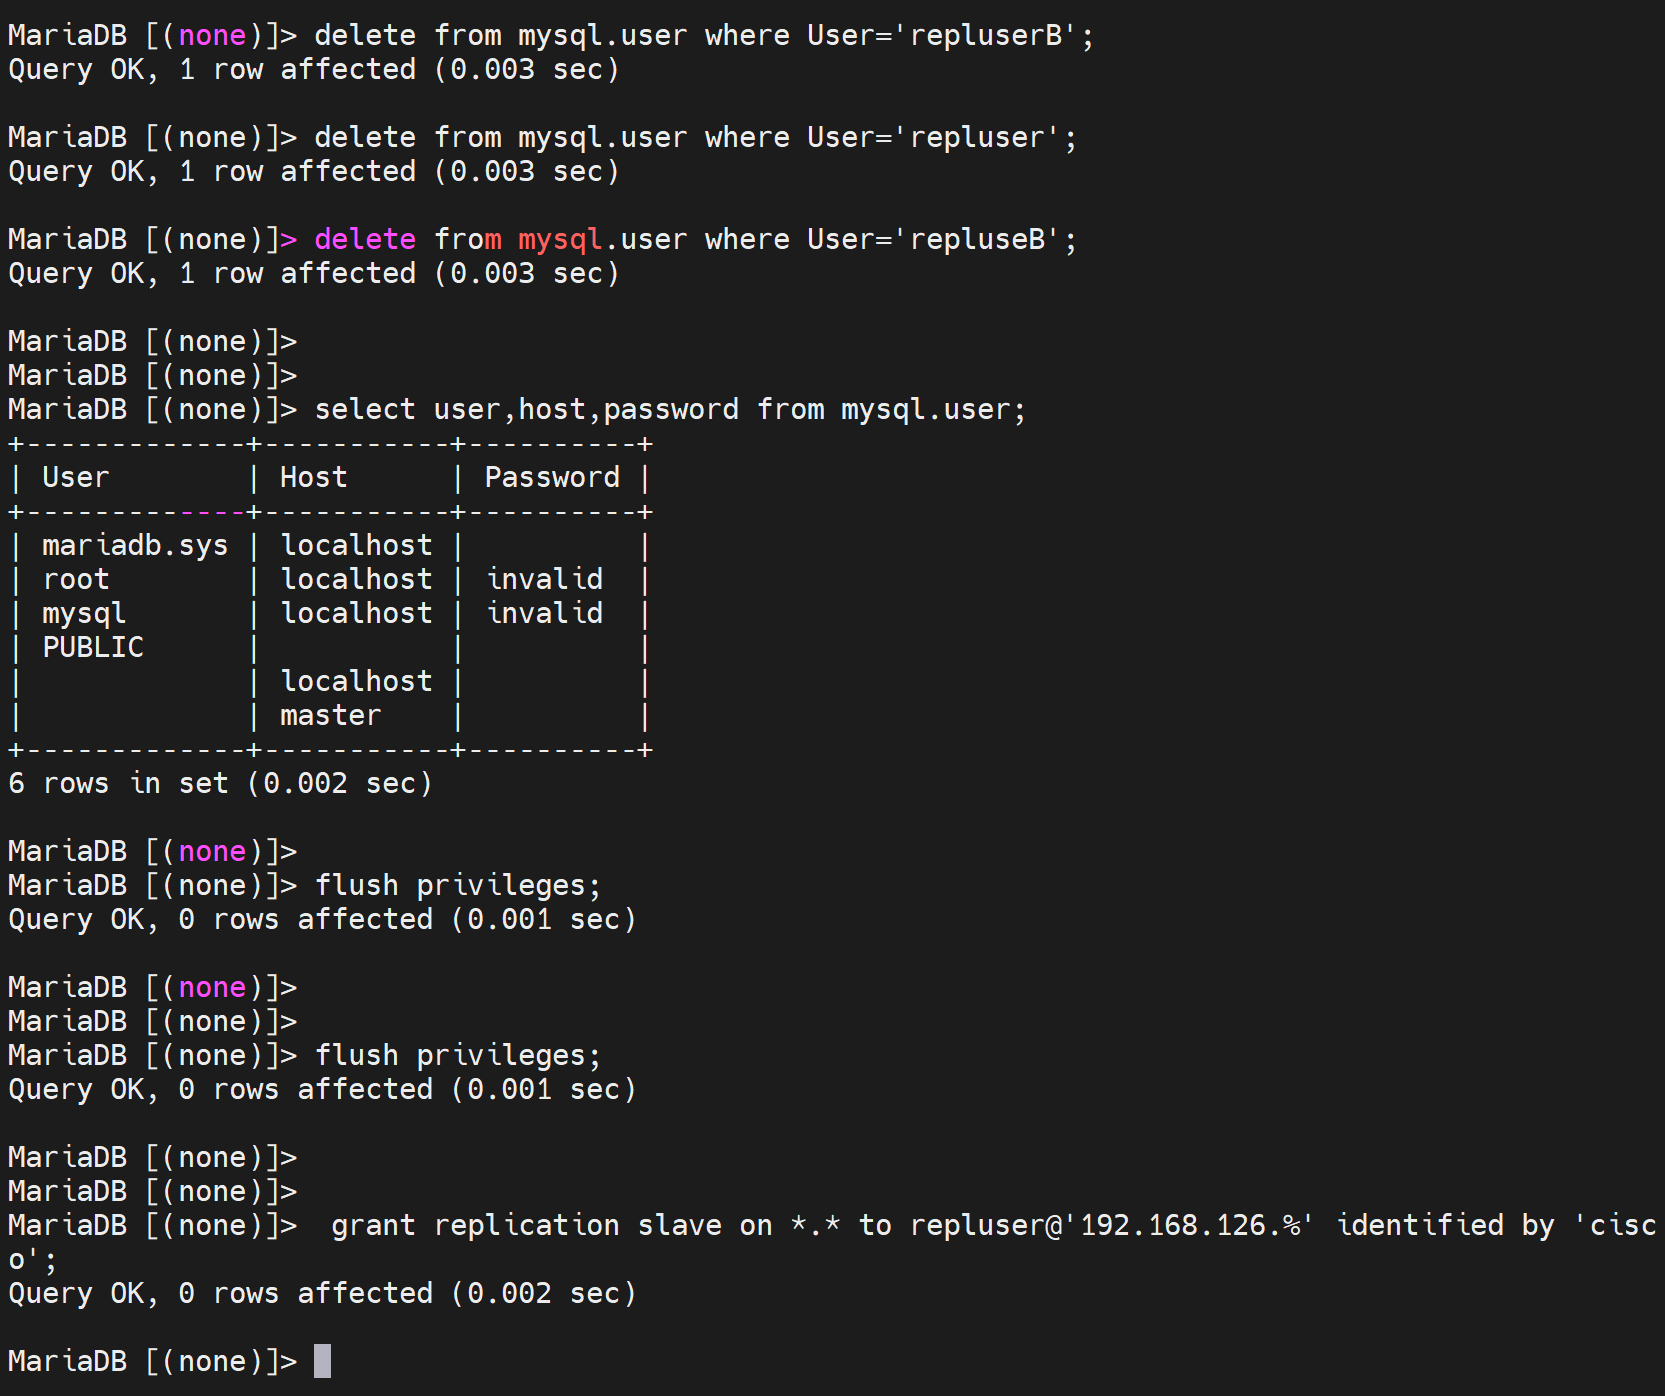 MariaDB [(none)]> delete from mysql.user where User='repluserB';
Query OK, 1 row affected (0.003 sec)
MariaDB [(none)]> delete from mysql.user where User='repluser';
Query OK, 1 row affected (0.003 sec)
MariaDB [(none)]> delete from mysql.user where User='repluseB';
Query OK, 1 row affected (0.003 sec)
MariaDB [(none)]>
MariaDB [(none)]>
MariaDB [(none)]> select user,host,password from mysql.user;
+-------------+-----------+----------+
| User        | Host      | Password |
+-------------+-----------+----------+
| mariadb.sys | localhost |          |
| root        | localhost | invalid  |
| mysql       | localhost | invalid  |
| PUBLIC      |           |          |
|             | localhost |          |
|             | master    |          |
+-------------+-----------+----------+
6 rows in set (0.002 sec)
MariaDB [(none)]>
MariaDB [(none)]> flush privileges;
Query OK, 0 rows affected (0.001 sec)
MariaDB [(none)]>
MariaDB [(none)]>
MariaDB [(none)]> flush privileges;
Query OK, 0 rows affected (0.001 sec)
MariaDB [(none)]>
MariaDB [(none)]>
MariaDB [(none)]>  grant replication slave on *.* to repluser@'192.168.126.%' identified by 'cisc
o';
Query OK, 0 rows affected (0.002 sec)
MariaDB [(none)]>